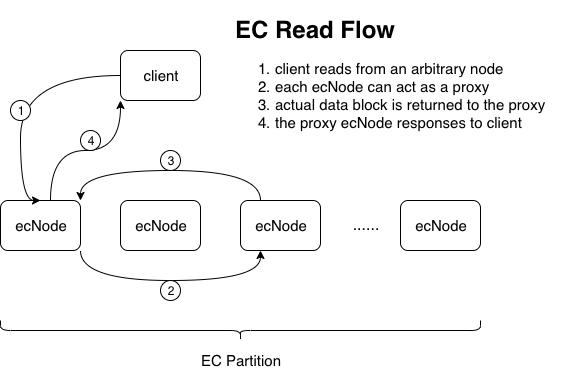 EC Read Flow
1. client reads from an arbitrary node
2. each ecNode can act as a proxy
3. actual data block is returned to the proxy
4. the proxy ecNode responses to client
client
1
4
3
ecNode
ecNode
ecNode
......
ecNode
2
EC Partition